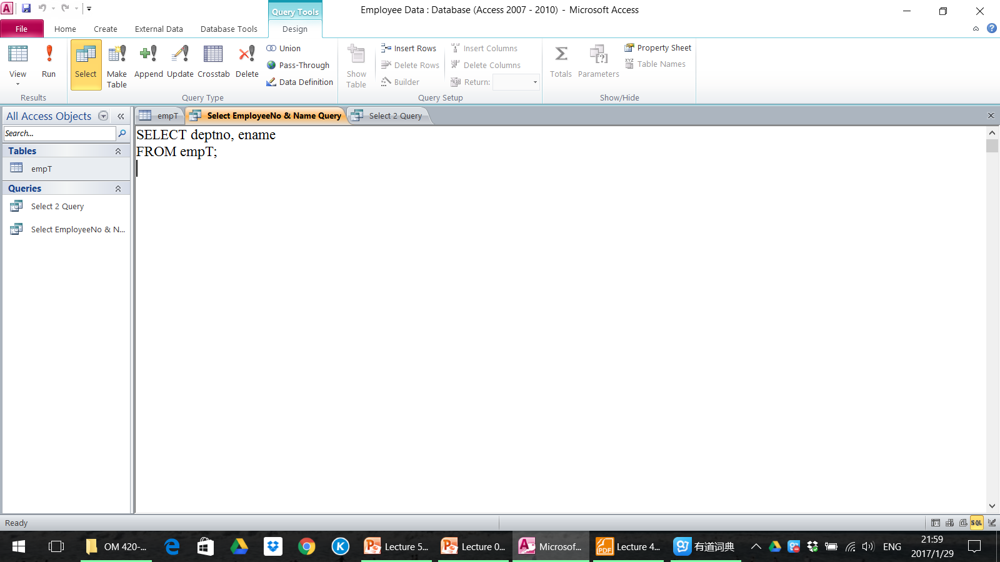 Employee Data : Database (Access 2007 - 2010) - Microsoft Access
Query Tools
File
Home
Create
External Data
Database Tools
Design
View
Run
Results
Select
Make Table
Append
Update
Crosstab
Delete
Union
Pass-Through
Data Definition
Query Type
Show Table
Insert Rows
Delete Rows
Builder
Insert Columns
Delete Columns
Return:
Query Setup
Totals
Parameters
Property Sheet
Table Names
Show/Hide
All Access Objects
Search...
Tables
empT
Queries
Select 2 Query
Select EmployeeNo & N...
empT
Select EmployeeNo & Name Query
Select 2 Query
SELECT deptno, ename
FROM empT;
Ready
SQL
OM 420-...
Lecture 5...
Lecture 0...
Microsof...
PDF
Lecture 4...
有道词典
ENG
21:59
2017/1/29